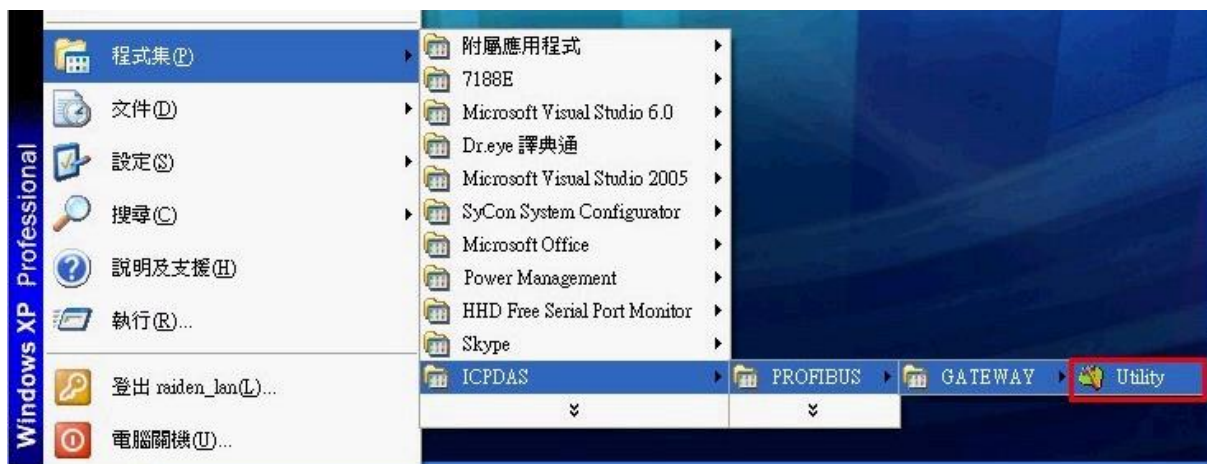 Windows XP Professional
程式集(P)
文件(D)
設定(S)
搜尋(C)
說明及支援(H)
執行(R)...
登出 raiden_lan(L)...
電腦關機(U)...
附屬應用程式
7188E
Microsoft Visual Studio 6.0
Dr.eye 譯典通
Microsoft Visual Studio 2005
SyCon System Configurator
Microsoft Office
Power Management
HHD Free Serial Port Monitor
Skype
ICPDAS
PROFIBUS
GATEWAY
Utility